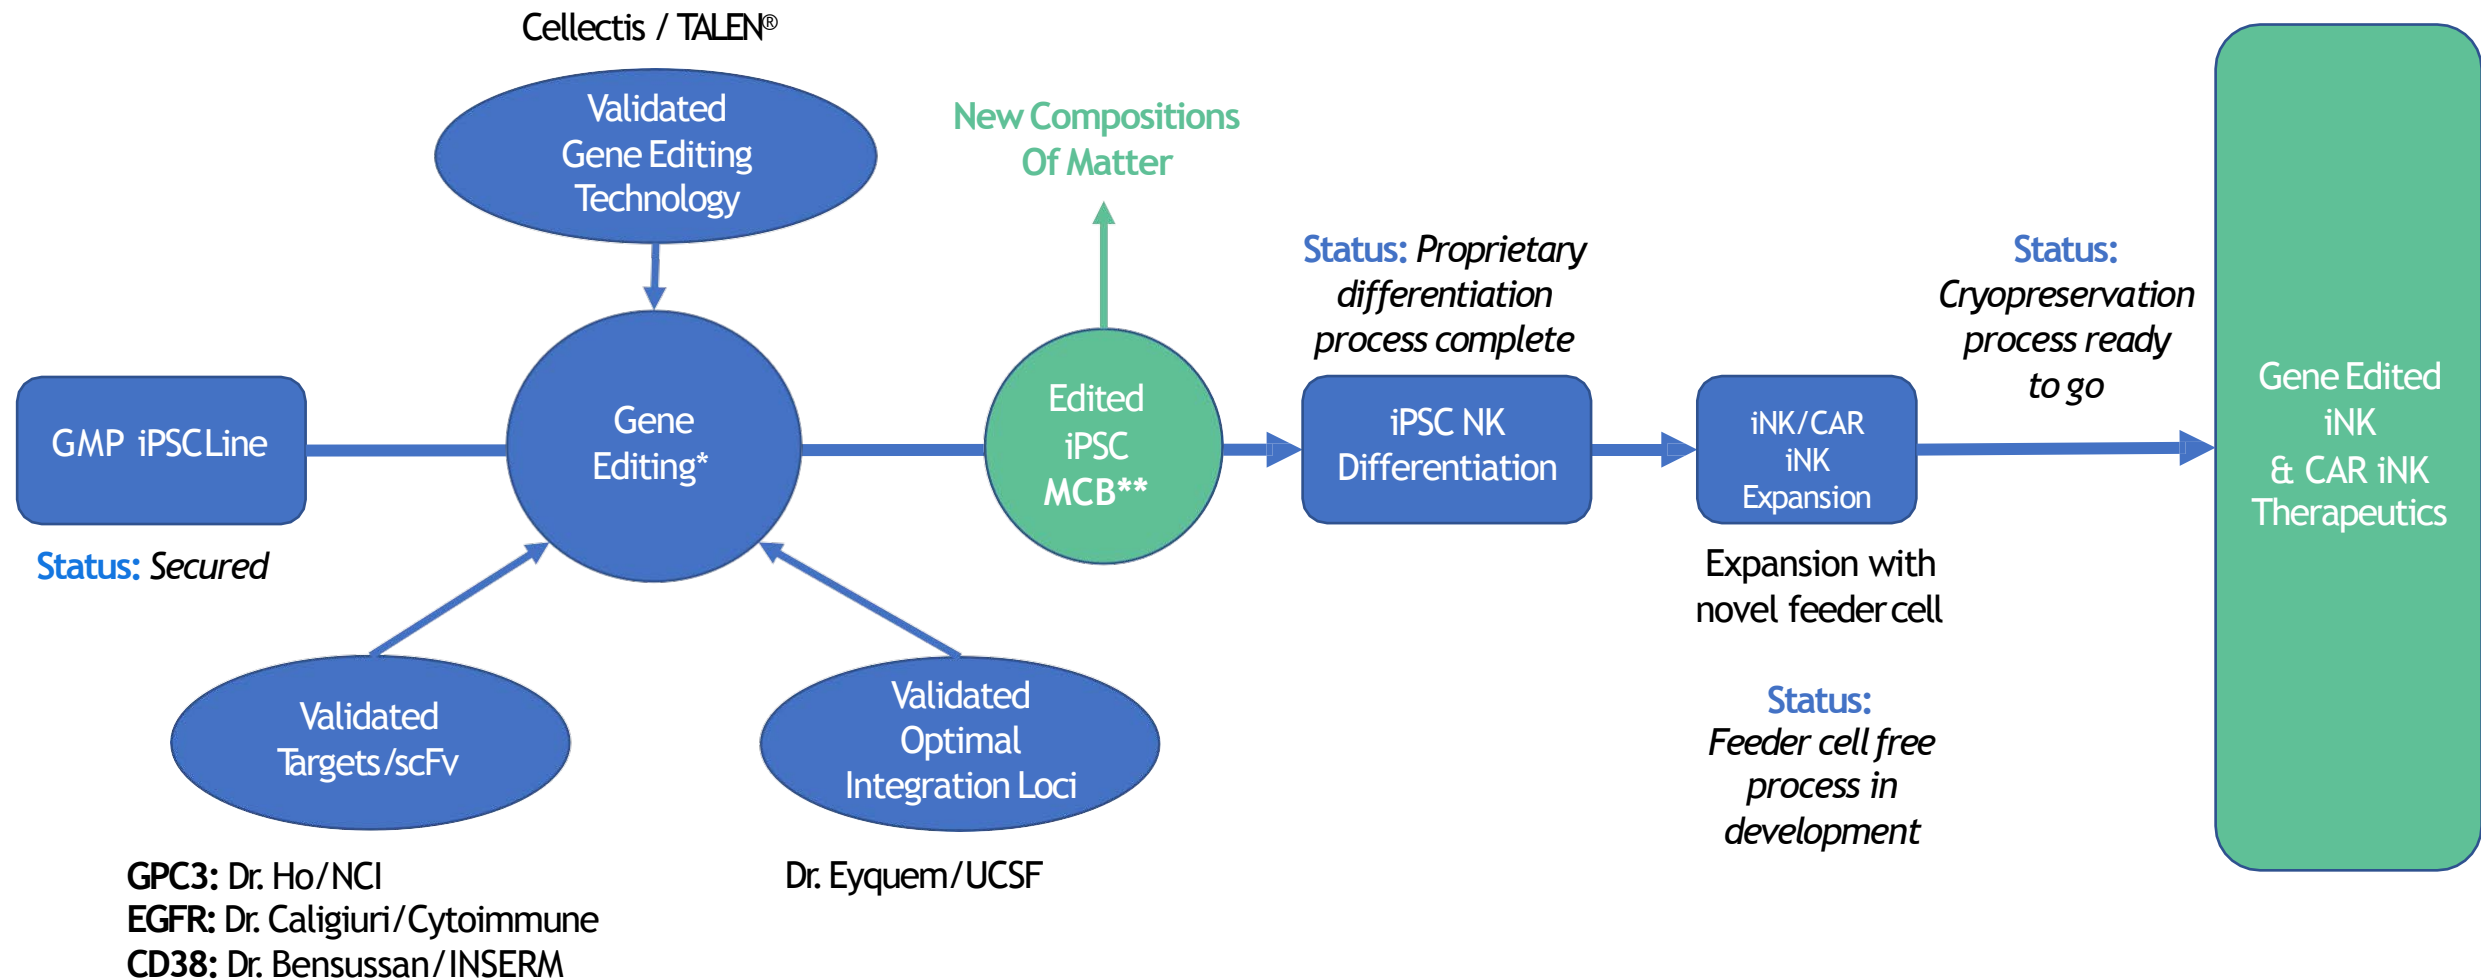 Cellectis / TALEN®
Validated
Gene Editing
Technology
New Compositions
Of Matter
Status: Proprietary
differentiation
process complete
Status:
Cryopreservation
process ready
to go
GMP iPSC Line
Status: Secured
Gene
Editing*
Edited
iPSC
MCB**
iPSC NK
Differentiation
iNK/CAR
iNK
Expansion
Expansion with
novel feeder cell
Status:
Feeder cell free
process in
development
Gene Edited
iNK
& CAR iNK
Therapeutics
Validated
Targets/scFv
Validated
Optimal
Integration Loci
GPC3: Dr. Ho/NCI
EGFR: Dr. Caligiuri/Cytoimmune
CD38: Dr. Bensussan/INSERM
Dr. Eyquem/UCSF